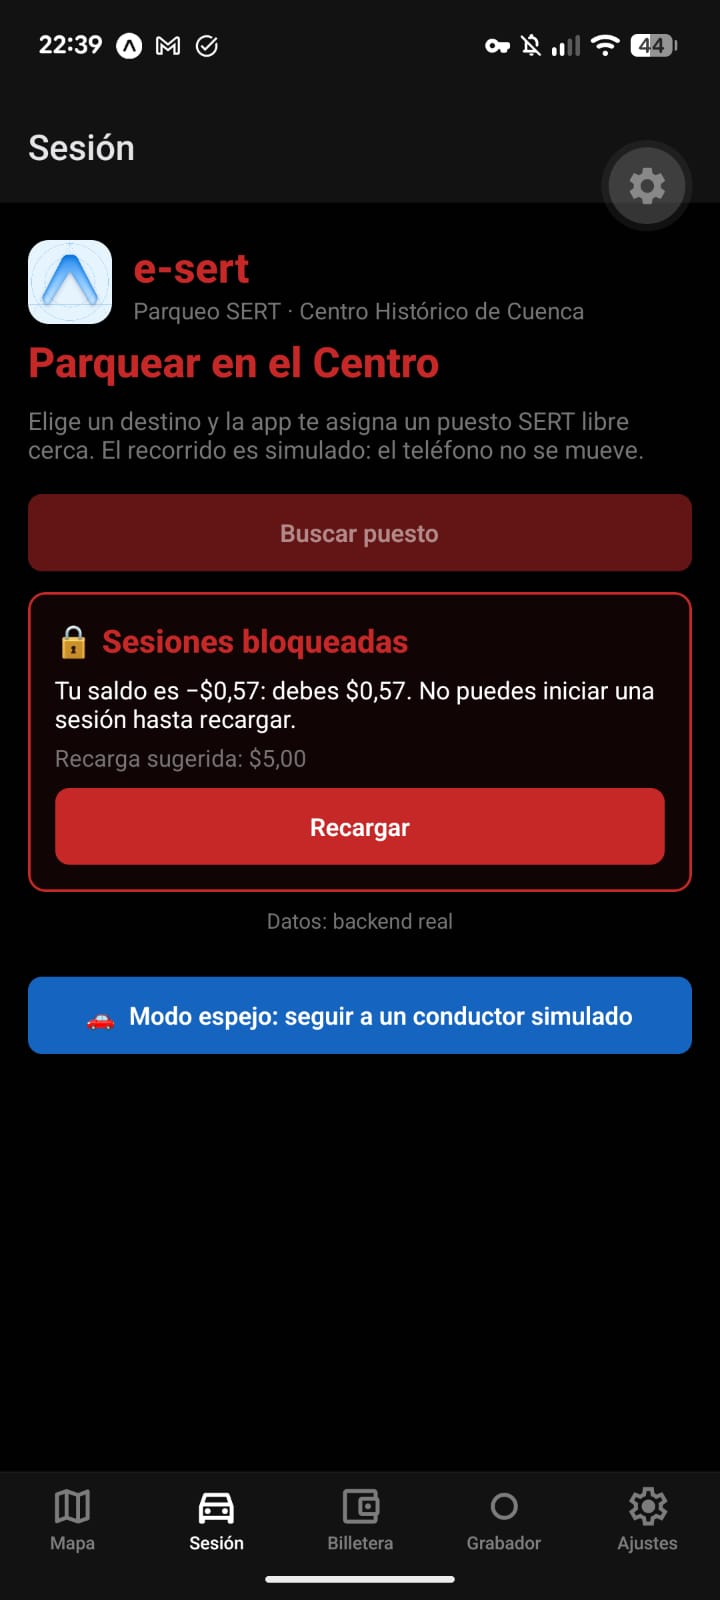 22:39
44
Sesión
e-sert
Parqueo SERT · Centro Histórico de Cuenca
Parquear en el Centro
Elige un destino y la app te asigna un puesto SERT libre
cerca. El recorrido es simulado: el teléfono no se mueve.
Buscar puesto
🔒 Sesiones bloqueadas
Tu saldo es −$0,57: debes $0,57. No puedes iniciar una
sesión hasta recargar.
Recarga sugerida: $5,00
Recargar
Datos: backend real
🚗 Modo espejo: seguir a un conductor simulado
Mapa
Sesión
Billetera
Grabador
Ajustes